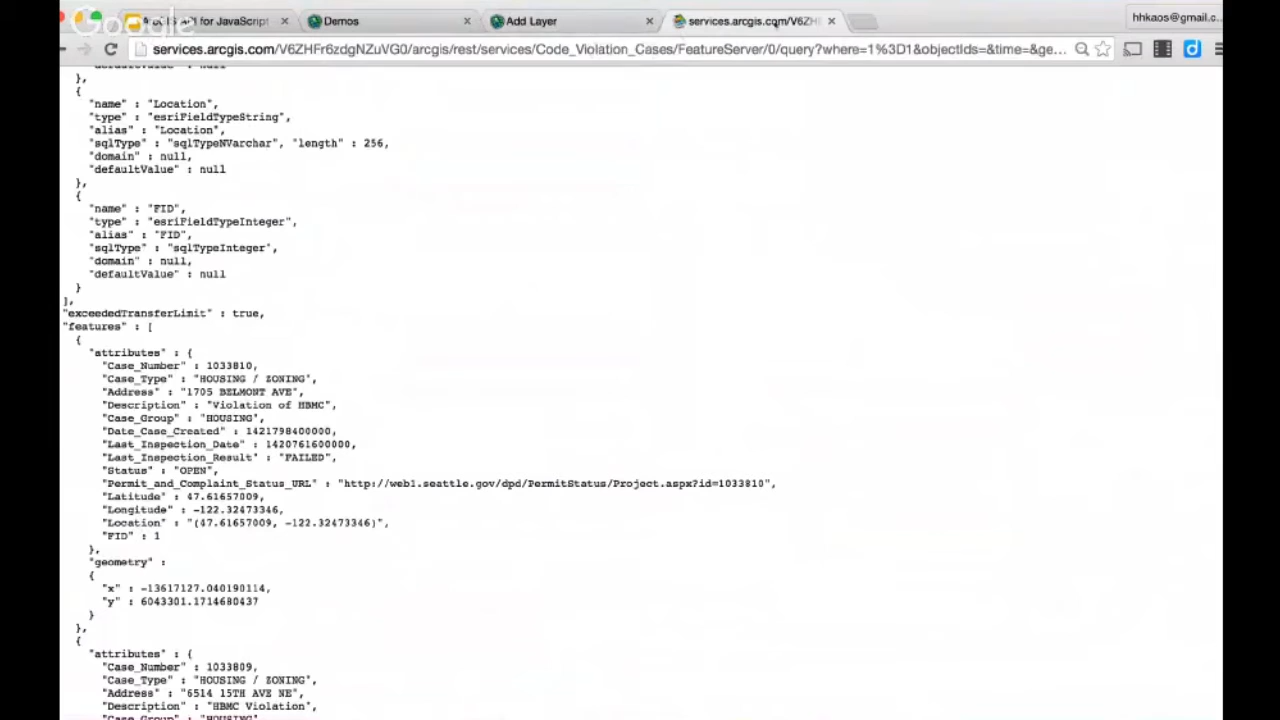 Google
for JavaScript
Demos
Add Layer
services.arcgis.com/V6ZHF
hhkaos@gmail.c...
services.arcgis.com/V6ZHFr6zdgNZuVG0/arcgis/rest/services/Code_Violation_Cases/FeatureServer/0/query?where=1%3D1&objectIds=&time=&ge...
"defaultValue" : null
},
{
"name" : "Location",
"type" : "esriFieldTypeString",
"alias" : "Location",
"sqlType" : "sqlTypeNVarchar", "length" : 256,
"domain" : null,
"defaultValue" : null
},
{
"name" : "FID",
"type" : "esriFieldTypeInteger",
"alias" : "FID",
"sqlType" : "sqlTypeInteger",
"domain" : null,
"defaultValue" : null
}
],
"exceededTransferLimit" : true,
"features" : [
{
"attributes" : {
"Case_Number" : 1033810,
"Case_Type" : "HOUSING / ZONING",
"Address" : "1705 BELMONT AVE",
"Description" : "Violation of HBMC",
"Case_Group" : "HOUSING",
"Date_Case_Created" : 1421798400000,
"Last_Inspection_Date" : 1420761600000,
"Last_Inspection_Result" : "FAILED",
"Status" : "OPEN",
"Permit_and_Complaint_Status_URL" : "http://web1.seattle.gov/dpd/PermitStatus/Project.aspx?id=1033810",
"Latitude" : 47.61657009,
"Longitude" : -122.32473346,
"Location" : "(47.61657009, -122.32473346)",
"FID" : 1
},
"geometry" :
{
"x" : -13617127.040190114,
"y" : 6043301.1714680437
}
},
{
"attributes" : {
"Case_Number" : 1033809,
"Case_Type" : "HOUSING / ZONING",
"Address" : "6514 15TH AVE NE",
"Description" : "HBMC Violation",
"Case_Group" : "HOUSING"